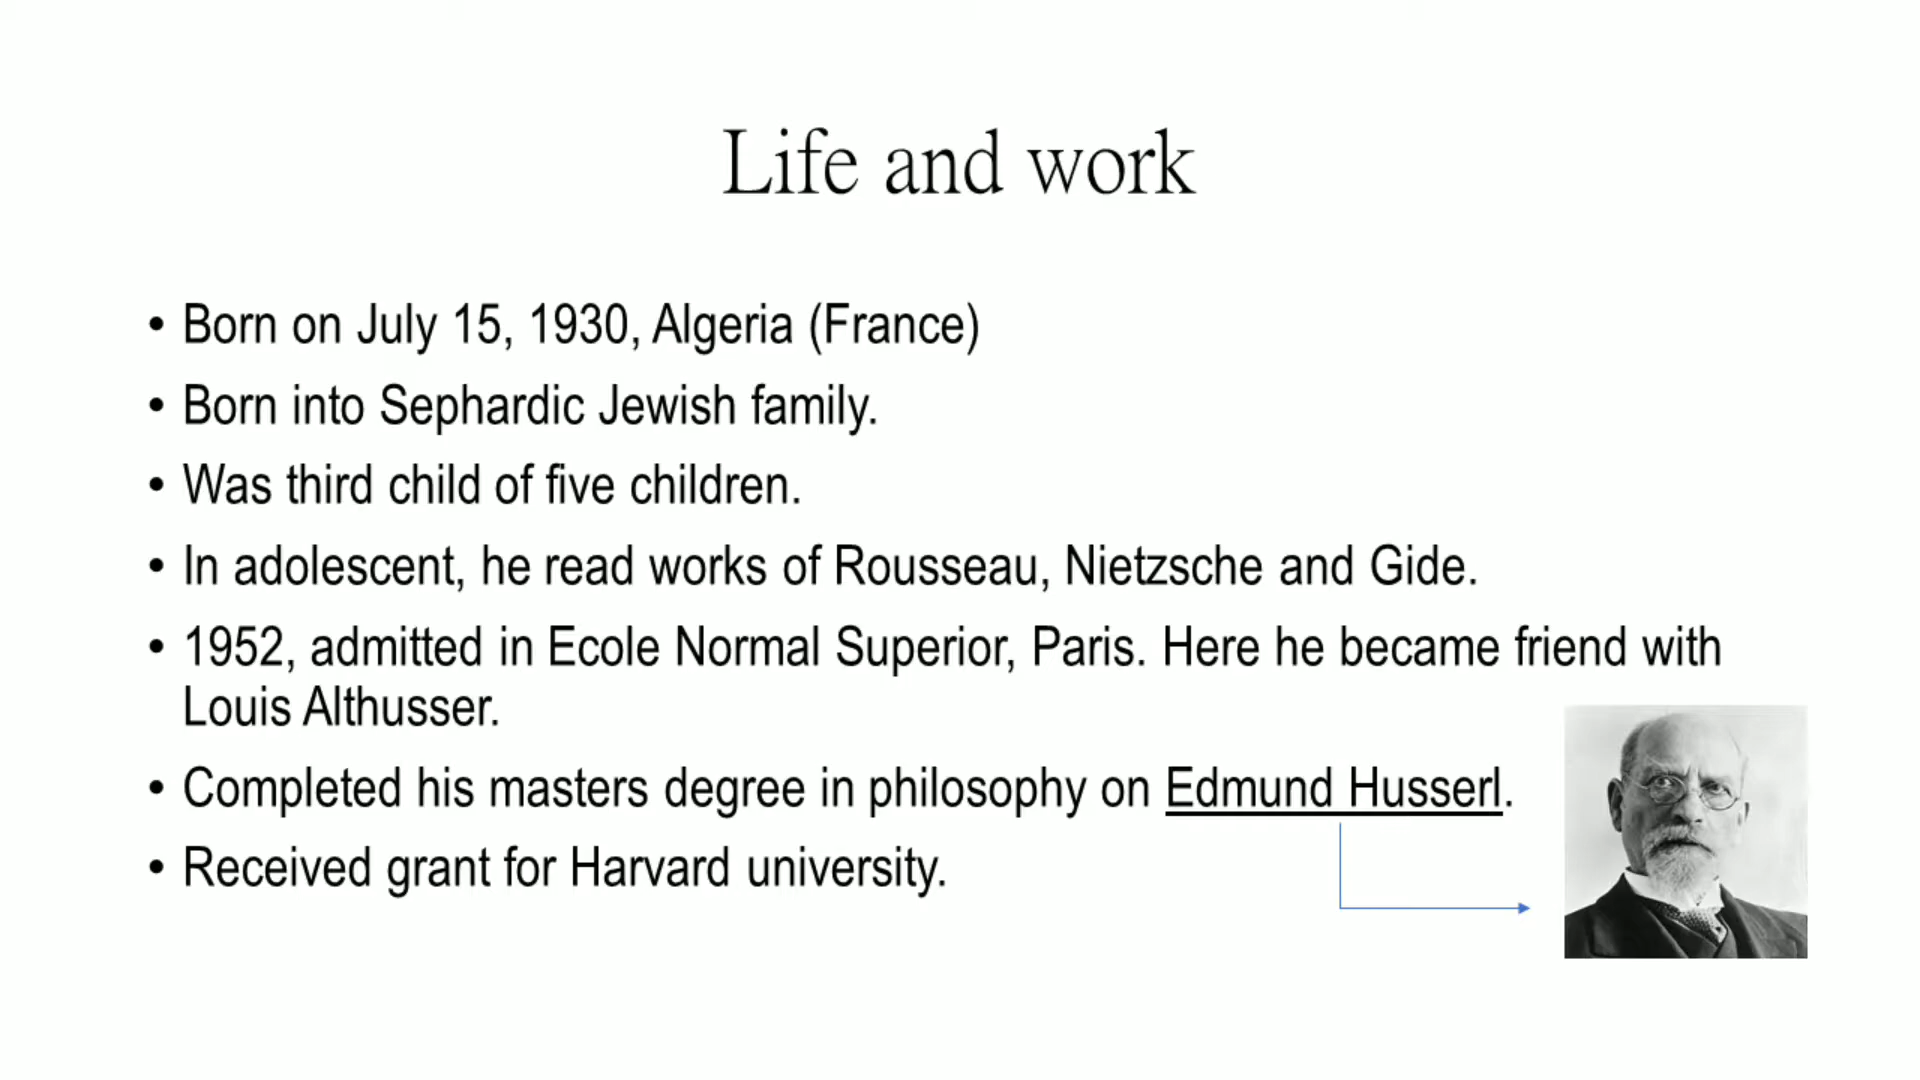 Life and work
• Born on July 15, 1930, Algeria (France)
• Born into Sephardic Jewish family.
• Was third child of five children.
• In adolescent, he read works of Rousseau, Nietzsche and Gide.
• 1952, admitted in Ecole Normal Superior, Paris. Here he became friend with
Louis Althusser.
• Completed his masters degree in philosophy on Edmund Husserl.
• Received grant for Harvard university.